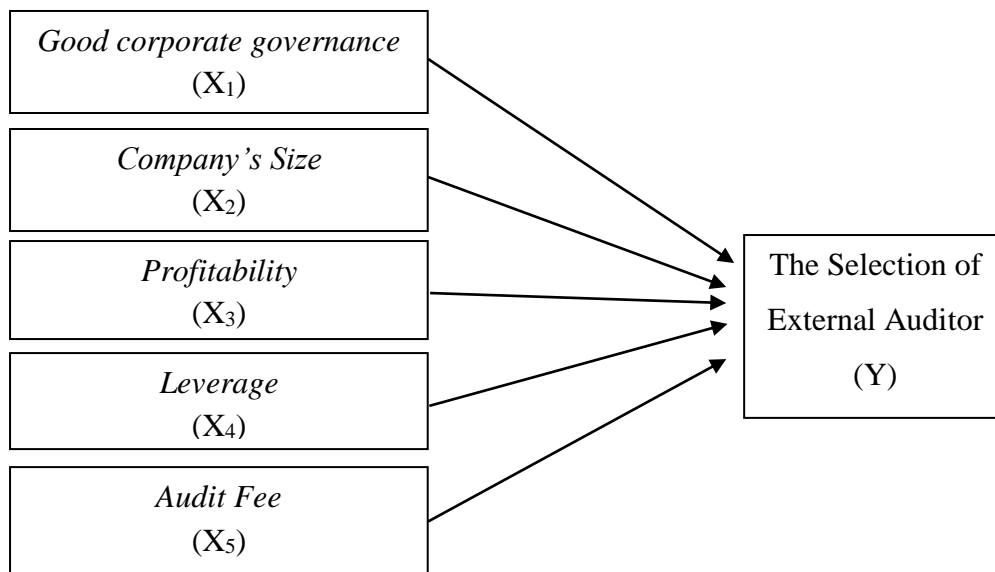 Good corporate governance
(X₁)
Company’s Size
(X₂)
Profitability
(X₃)
Leverage
(X₄)
Audit Fee
(X₅)
The Selection of
External Auditor
(Y)